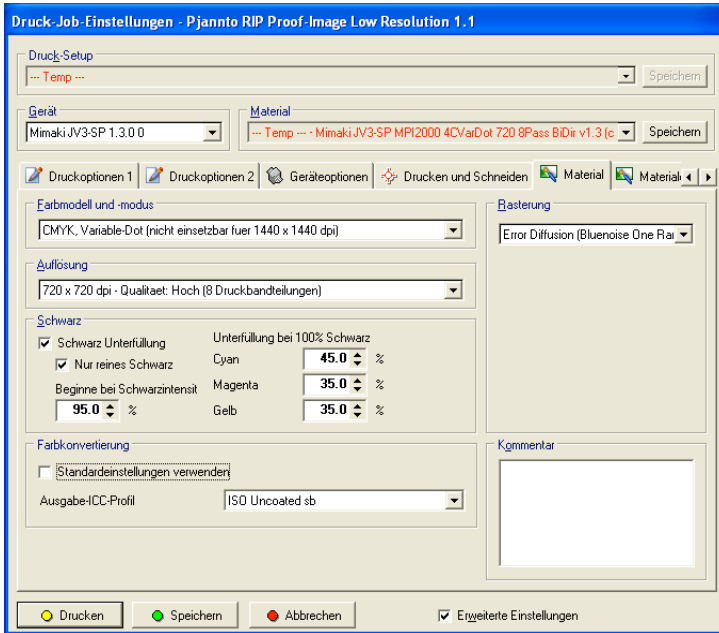 Druck-Job-Einstellungen - Pjannto RIP Proof-Image Low Resolution 1.1
Druck-Setup
--- Temp ---
Speichern
Gerät
Material
Mimaki JV3-SP 1.3.0 0
--- Temp --- - Mimaki JV3-SP MPI2000 4CVarDot 720 8Pass BiDir v1.3 (c
Speichern
Druckoptionen 1
Druckoptionen 2
Geräteoptionen
Drucken und Schneiden
Material
Material
Farbmodell und -modus
Rasterung
CMYK, Variable-Dot (nicht einsetzbar fuer 1440 x 1440 dpi)
Error Diffusion (Bluenoise One Ra
Auflösung
720 x 720 dpi - Qualitaet: Hoch (8 Druckbandteilungen)
Schwarz
Schwarz Unterfüllung
Unterfüllung bei 100% Schwarz
Nur reines Schwarz
Cyan 45.0 %
Beginne bei Schwarzintensit
Magenta 35.0 %
95.0 %
Gelb 35.0 %
Farbkonvertierung
Kommentar
Standardeinstellungen verwenden
Ausgabe-ICC-Profil
ISO Uncoated sb
Drucken
Speichern
Abbrechen
Erweiterte Einstellungen